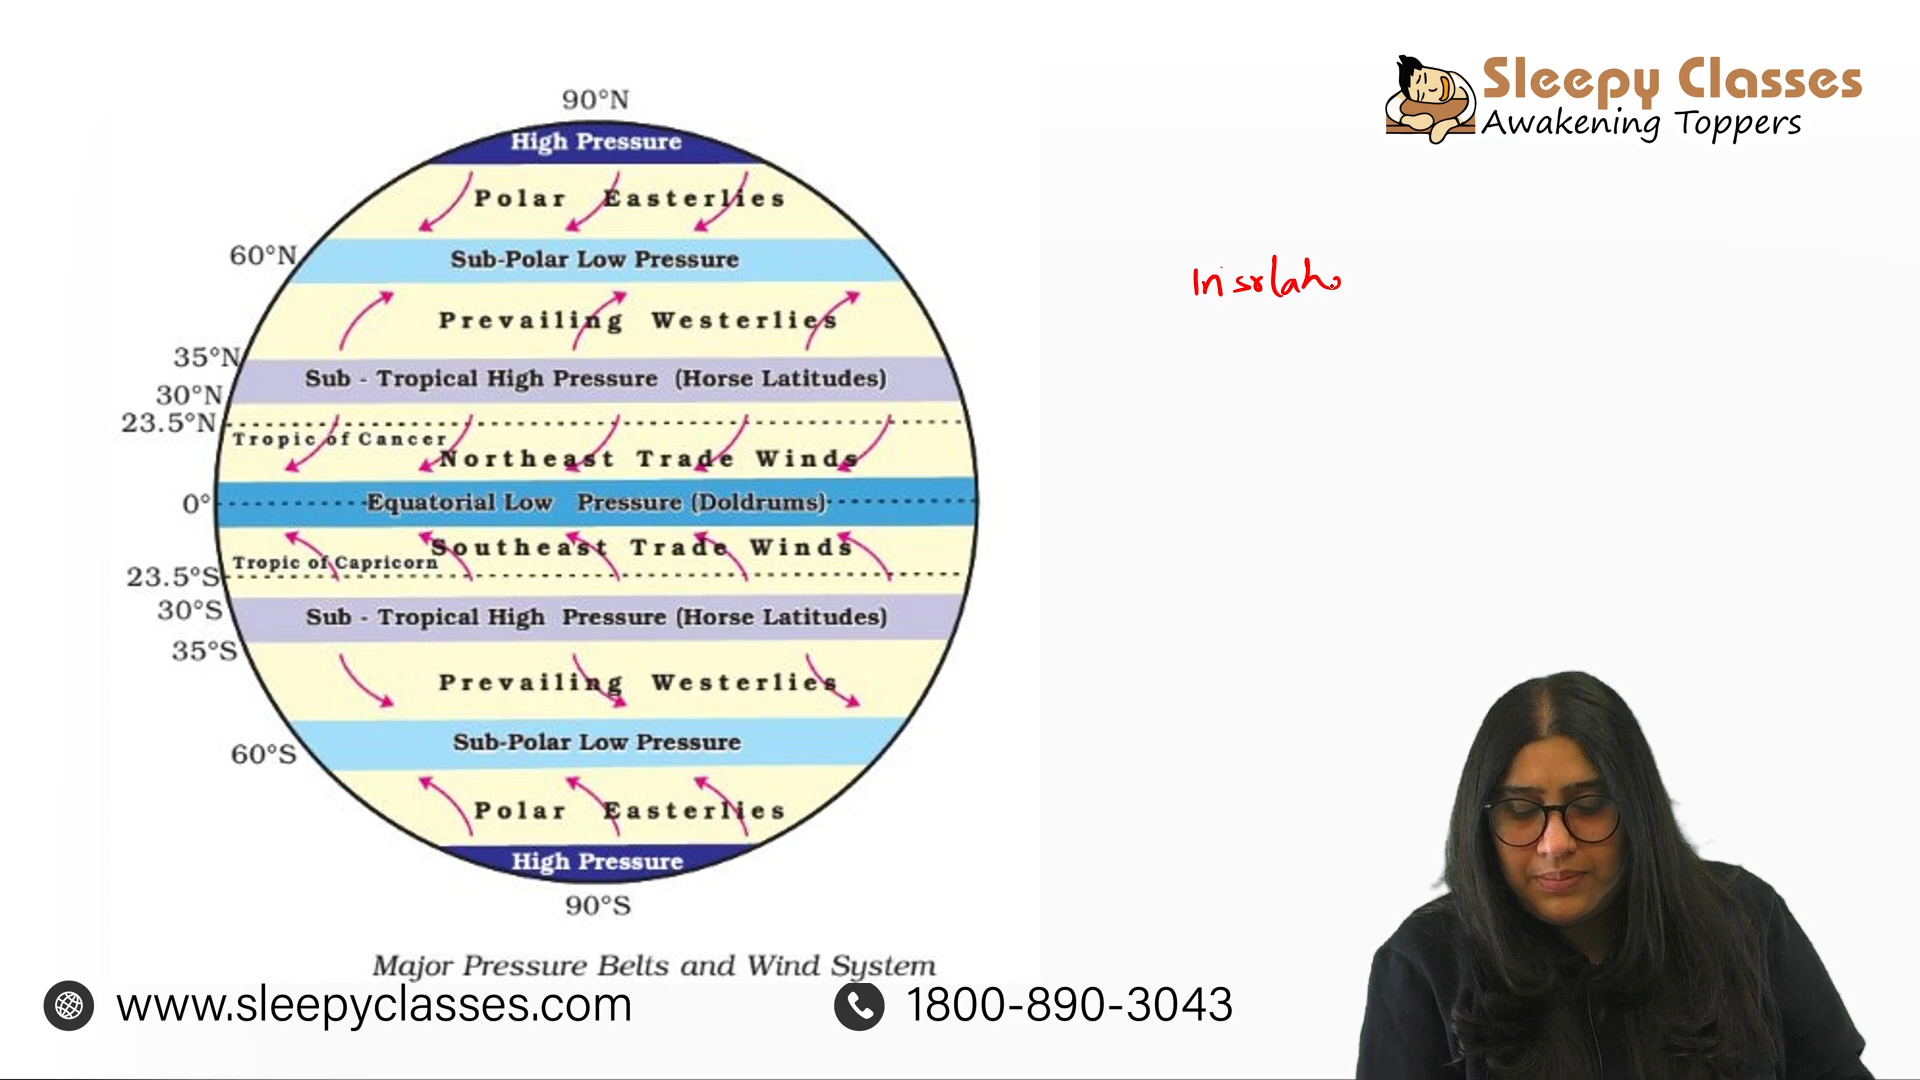 Sleepy Classes
Awakening Toppers
90°N
High Pressure
Polar Easterlies
60°N
Sub-Polar Low Pressure
Prevailing Westerlies
35°N
Sub - Tropical High Pressure (Horse Latitudes)
30°N
23.5°N
Tropic of Cancer
Northeast Trade Winds
0°
Equatorial Low Pressure (Doldrums)
Southeast Trade Winds
Tropic of Capricorn
23.5°S
30°S
Sub - Tropical High Pressure (Horse Latitudes)
35°S
Prevailing Westerlies
60°S
Sub-Polar Low Pressure
Polar Easterlies
High Pressure
90°S
Major Pressure Belts and Wind System
www.sleepyclasses.com
1800-890-3043